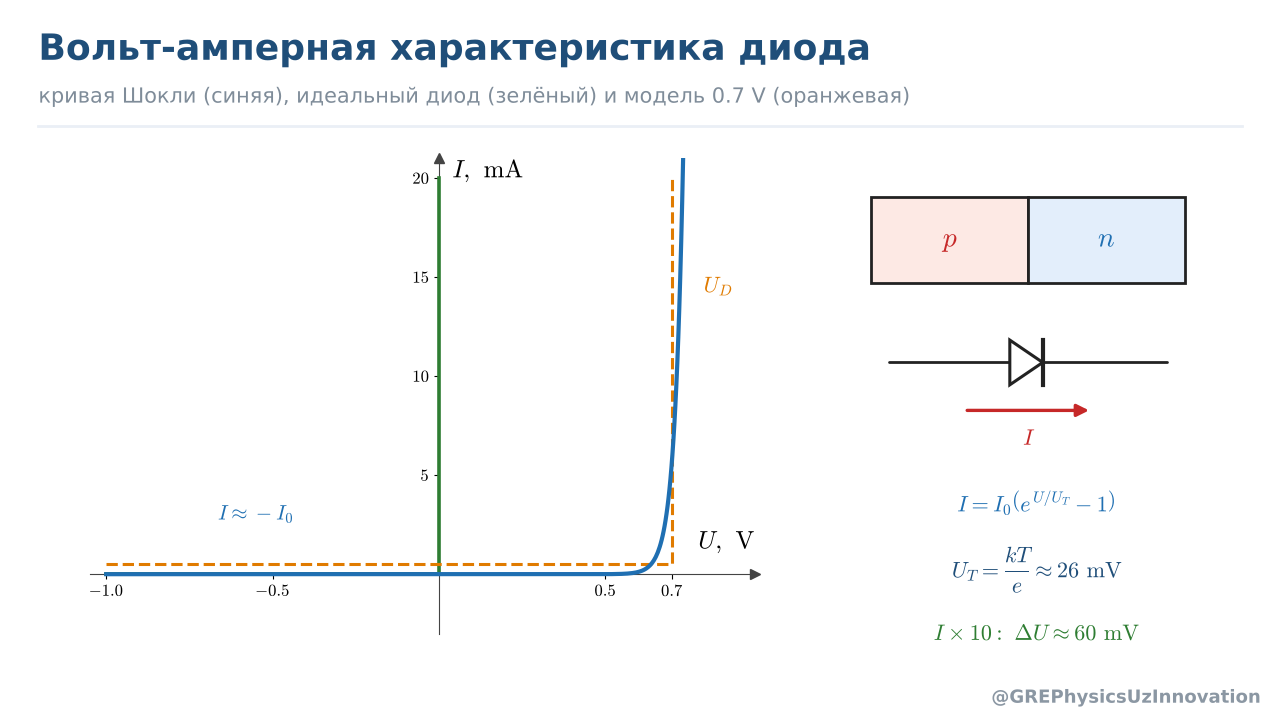 Вольт-амперная характеристика диода
кривая Шокли (синяя), идеальный диод (зелёный) и модель 0.7 V (оранжевая)
I, mA
20
15
10
5
U_D
I ≈ − I_0
U, V
−1.0
−0.5
0.5
0.7
p
n
I
I = I_0(e^{U/U_T} − 1)
U_T = \frac{kT}{e} ≈ 26 mV
I × 10 : ΔU ≈ 60 mV
@GREPhysicsUzInnovation